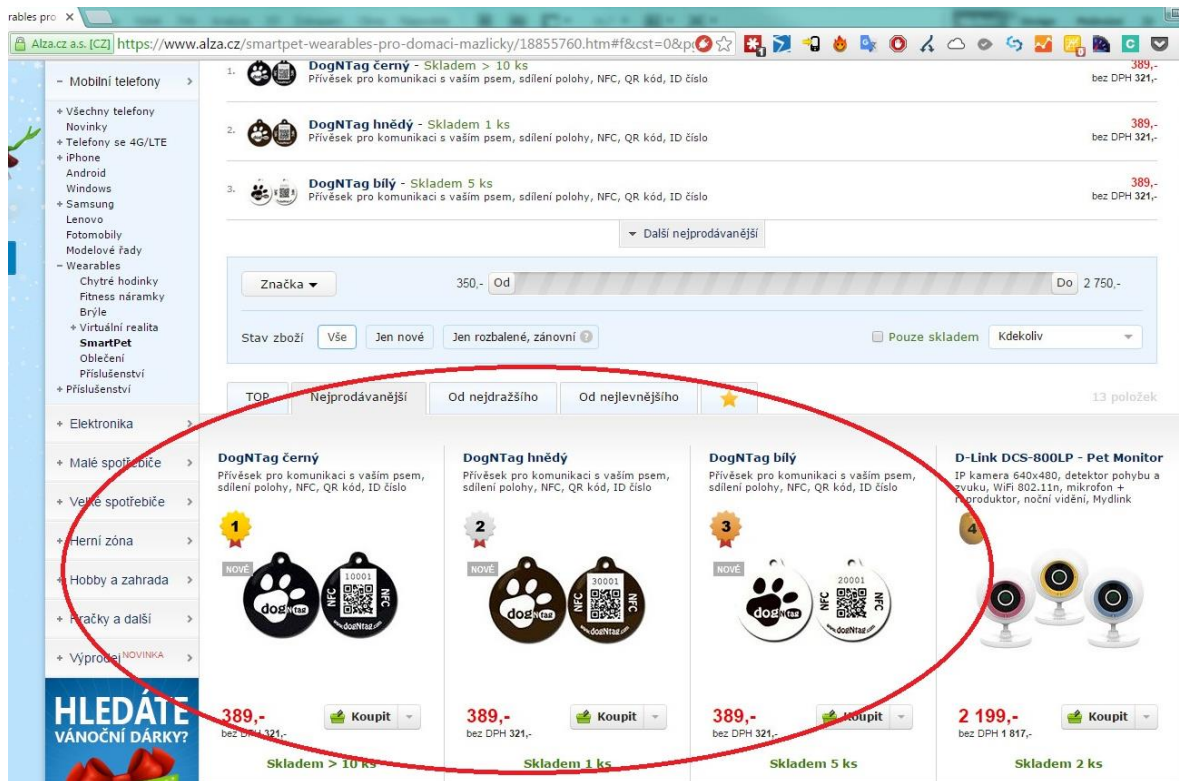 rables pro
Alza.cz a.s. [CZ] https://www.alza.cz/smartpet-wearables-pro-domaci-mazlicky/18855760.htm#f&cst=0&pg
- Mobilní telefony
+ Všechny telefony
Novinky
+ Telefony se 4G/LTE
+ iPhone
Android
Windows
+ Samsung
Lenovo
Fotomobily
Modelové řady
- Wearables
Chytré hodinky
Fitness náramky
Brýle
+ Virtuální realita
SmartPet
Oblečení
Příslušenství
+ Příslušenství
+ Elektronika
+ Malé spotřebiče
+ Velké spotřebiče
+ Herní zóna
+ Hobby a zahrada
+ Hračky a další
+ Výprodej NOVINKA
HLEDÁTE
VÁNOČNÍ DÁRKY?
1. DogNTag černý - Skladem > 10 ks 389,-
Přívěsek pro komunikaci s vaším psem, sdílení polohy, NFC, QR kód, ID číslo bez DPH 321,-
2. DogNTag hnědý - Skladem 1 ks 389,-
Přívěsek pro komunikaci s vaším psem, sdílení polohy, NFC, QR kód, ID číslo bez DPH 321,-
3. DogNTag bílý - Skladem 5 ks 389,-
Přívěsek pro komunikaci s vaším psem, sdílení polohy, NFC, QR kód, ID číslo bez DPH 321,-
Další nejprodávanější
Značka 350,- Od Do 2 750,-
Stav zboží Vše Jen nové Jen rozbalené, zánovní ? Pouze skladem Kdekoliv
TOP Nejprodávanější Od nejdražšího Od nejlevnějšího 13 položek
DogNTag černý
Přívěsek pro komunikaci s vaším psem,
sdílení polohy, NFC, QR kód, ID číslo
1
NOVÉ
10001
dogNtag
NFC
NFC
www.dogNtag.com
389,- Koupit
bez DPH 321,-
Skladem > 10 ks
DogNTag hnědý
Přívěsek pro komunikaci s vaším psem,
sdílení polohy, NFC, QR kód, ID číslo
2
NOVÉ
30001
dogNtag
NFC
NFC
www.dogNtag.com
389,- Koupit
bez DPH 321,-
Skladem 1 ks
DogNTag bílý
Přívěsek pro komunikaci s vaším psem,
sdílení polohy, NFC, QR kód, ID číslo
3
NOVÉ
20001
dogNtag
NFC
NFC
www.dogNtag.com
389,- Koupit
bez DPH 321,-
Skladem 5 ks
D-Link DCS-800LP - Pet Monitor
IP kamera 640x480, detektor pohybu a
zvuku, WiFi 802.11n, mikrofon +
reproduktor, noční vidění, Mydlink
4
2 199,- Koupit
bez DPH 1 817,-
Skladem 2 ks